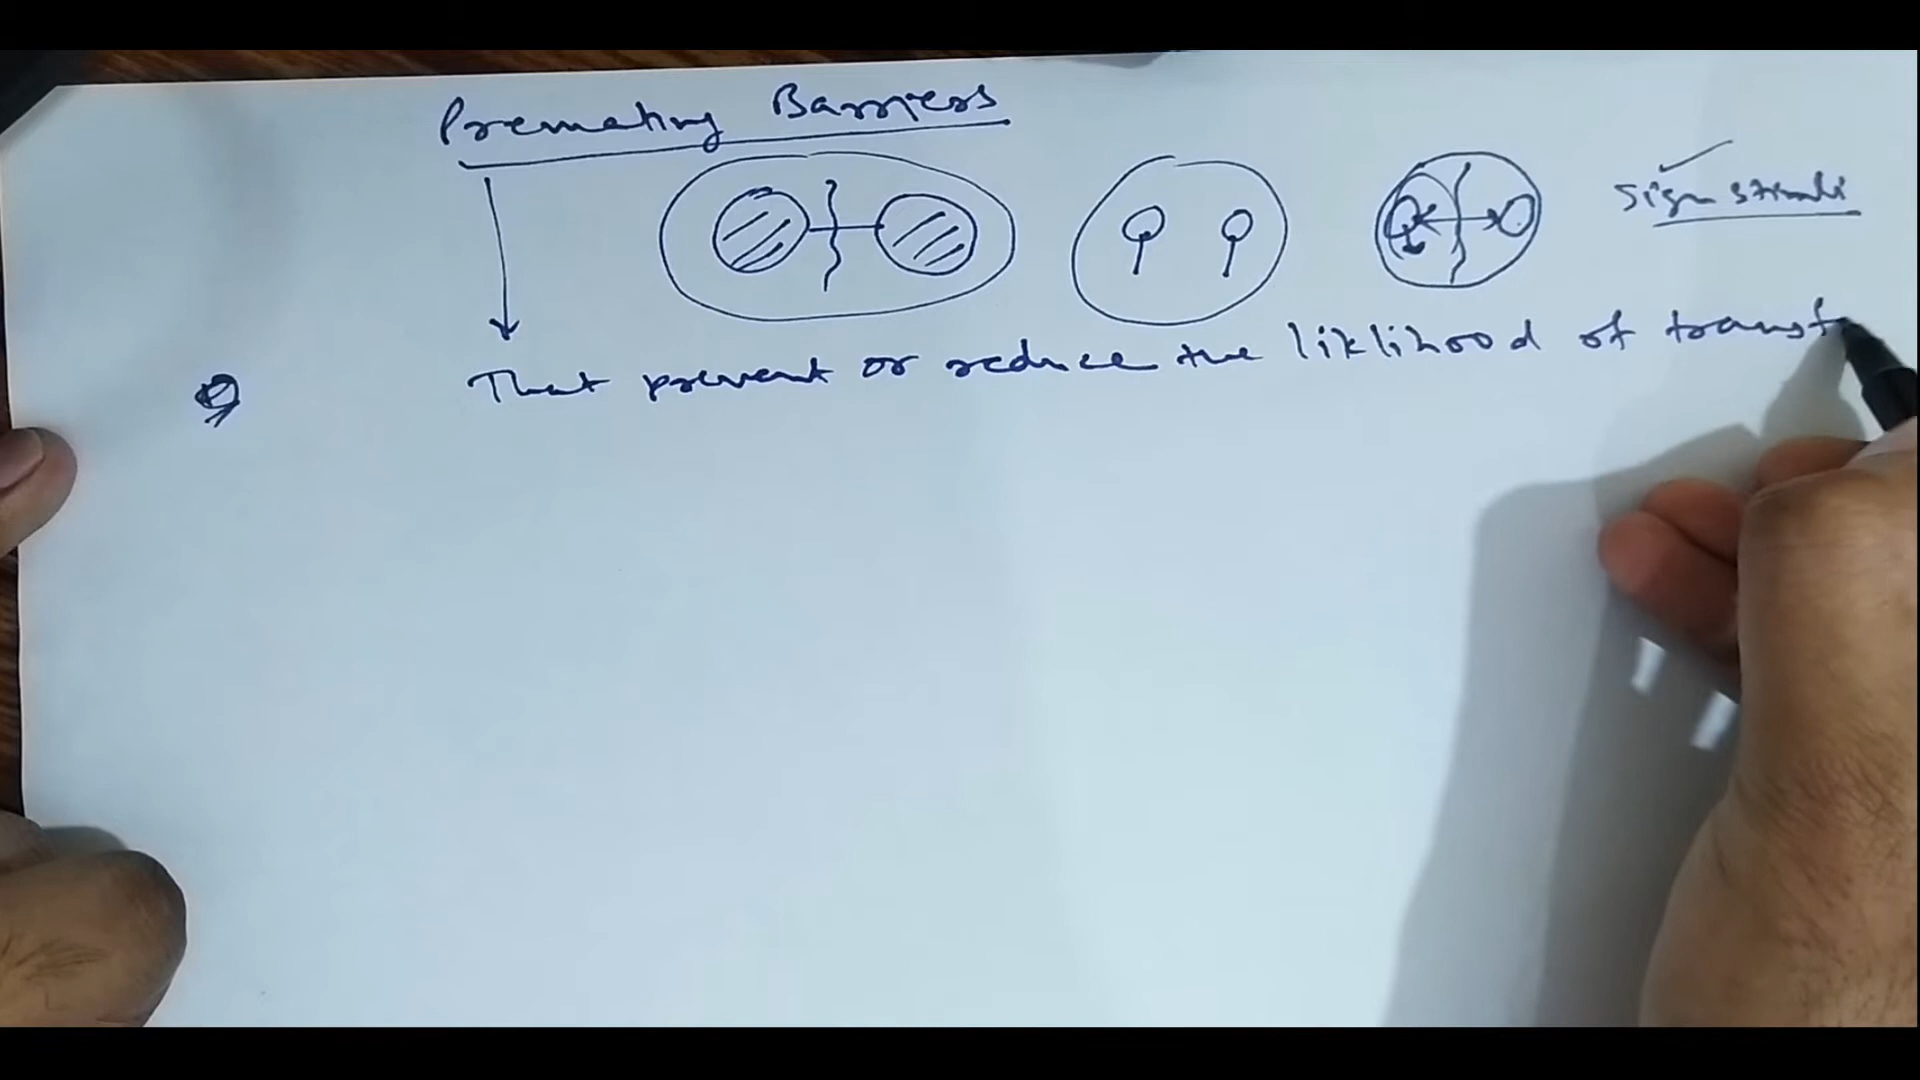 Premating Barriers
Sign stimuli
That prevent or reduce the liklihood of transf